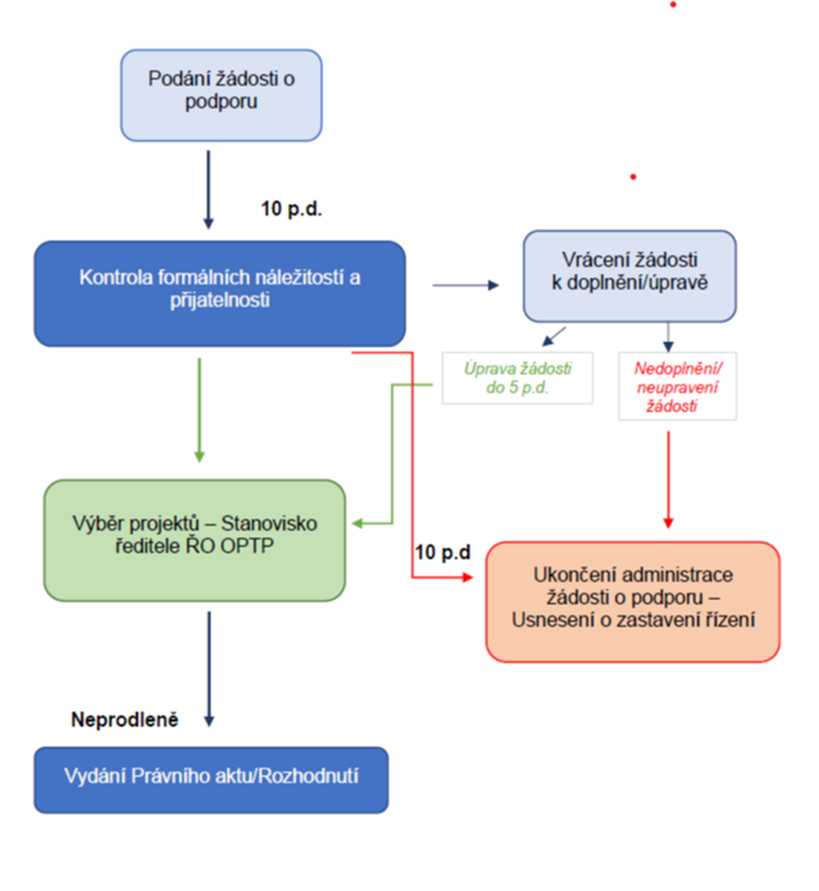 Podání žádosti o
podporu
10 p.d.
Kontrola formálních náležitostí a
přijatelnosti
Vrácení žádosti
k doplnění/úpravě
Úprava žádosti
do 5 p.d.
Nedoplnění/
neupravení
žádosti
Výběr projektů – Stanovisko
ředitele ŘO OPTP
10 p.d
Ukončení administrace
žádosti o podporu –
Usnesení o zastavení řízení
Neprodleně
Vydání Právního aktu/Rozhodnutí